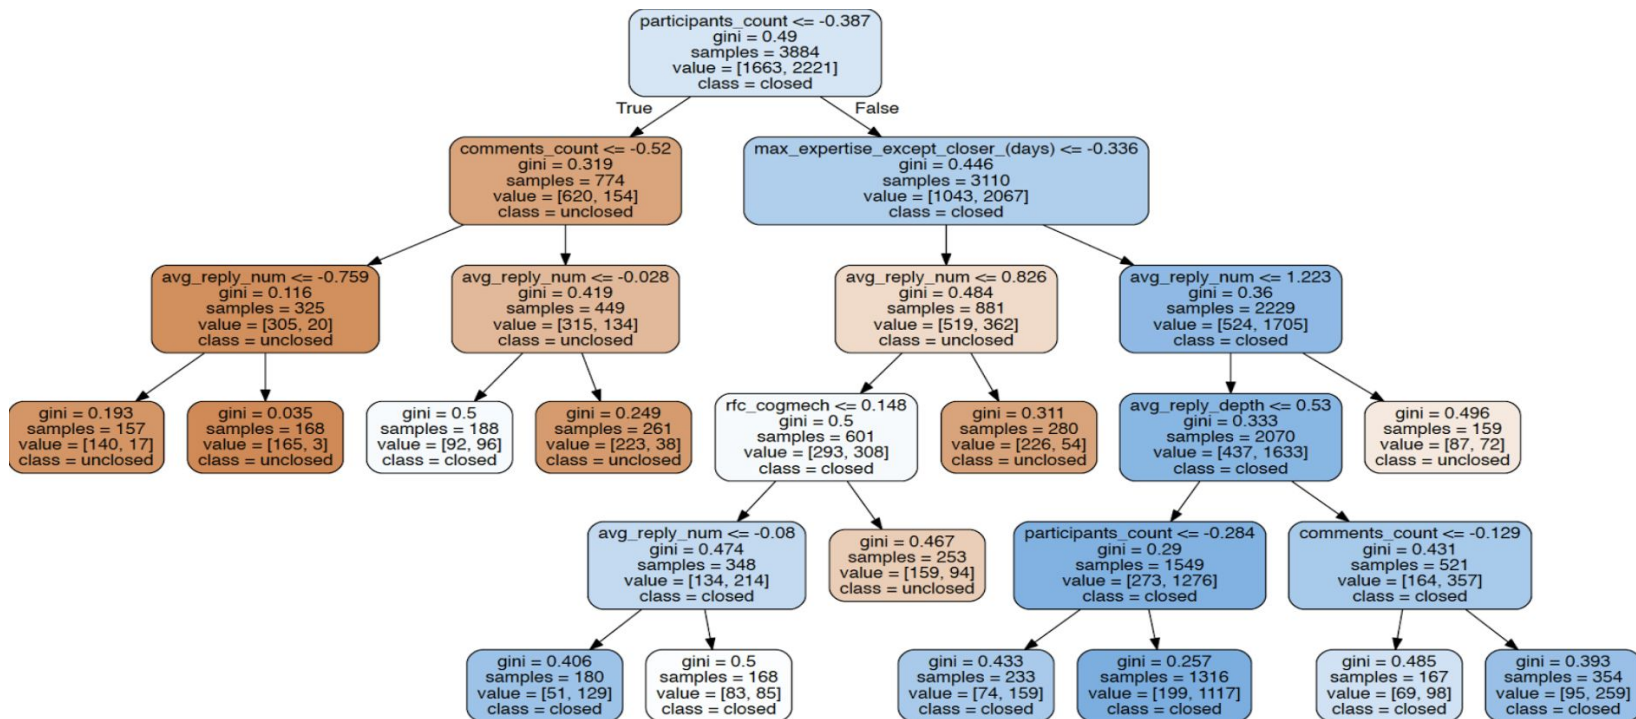 participants_count <= -0.387
gini = 0.49
samples = 3884
value = [1663, 2221]
class = closed
True
False
comments_count <= -0.52
gini = 0.319
samples = 774
value = [620, 154]
class = unclosed
max_expertise_except_closer_(days) <= -0.336
gini = 0.446
samples = 3110
value = [1043, 2067]
class = closed
avg_reply_num <= -0.759
gini = 0.116
samples = 325
value = [305, 20]
class = unclosed
avg_reply_num <= -0.028
gini = 0.419
samples = 449
value = [315, 134]
class = unclosed
avg_reply_num <= 0.826
gini = 0.484
samples = 881
value = [519, 362]
class = unclosed
avg_reply_num <= 1.223
gini = 0.36
samples = 2229
value = [524, 1705]
class = closed
gini = 0.193
samples = 157
value = [140, 17]
class = unclosed
gini = 0.035
samples = 168
value = [165, 3]
class = unclosed
gini = 0.5
samples = 188
value = [92, 96]
class = closed
gini = 0.249
samples = 261
value = [223, 38]
class = unclosed
rfc_cogmech <= 0.148
gini = 0.5
samples = 601
value = [293, 308]
class = closed
gini = 0.311
samples = 280
value = [226, 54]
class = unclosed
avg_reply_depth <= 0.53
gini = 0.333
samples = 2070
value = [437, 1633]
class = closed
gini = 0.496
samples = 159
value = [87, 72]
class = unclosed
avg_reply_num <= -0.08
gini = 0.474
samples = 348
value = [134, 214]
class = closed
gini = 0.467
samples = 253
value = [159, 94]
class = unclosed
participants_count <= -0.284
gini = 0.29
samples = 1549
value = [273, 1276]
class = closed
comments_count <= -0.129
gini = 0.431
samples = 521
value = [164, 357]
class = closed
gini = 0.406
samples = 180
value = [51, 129]
class = closed
gini = 0.5
samples = 168
value = [83, 85]
class = closed
gini = 0.433
samples = 233
value = [74, 159]
class = closed
gini = 0.257
samples = 1316
value = [199, 1117]
class = closed
gini = 0.485
samples = 167
value = [69, 98]
class = closed
gini = 0.393
samples = 354
value = [95, 259]
class = closed